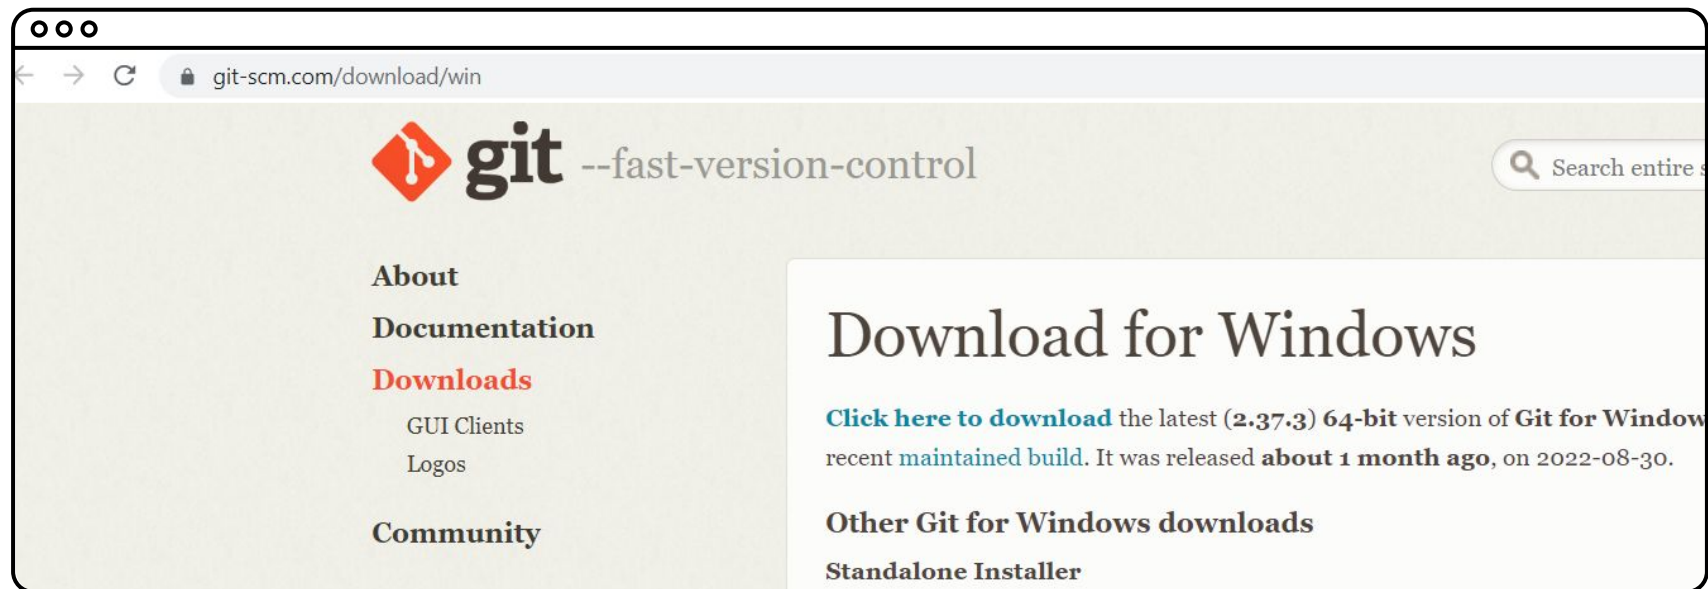 git-scm.com/download/win
git --fast-version-control
Search entire
About
Documentation
Downloads
GUI Clients
Logos
Community
Download for Windows
Click here to download the latest (2.37.3) 64-bit version of Git for Window
recent maintained build. It was released about 1 month ago, on 2022-08-30.
Other Git for Windows downloads
Standalone Installer